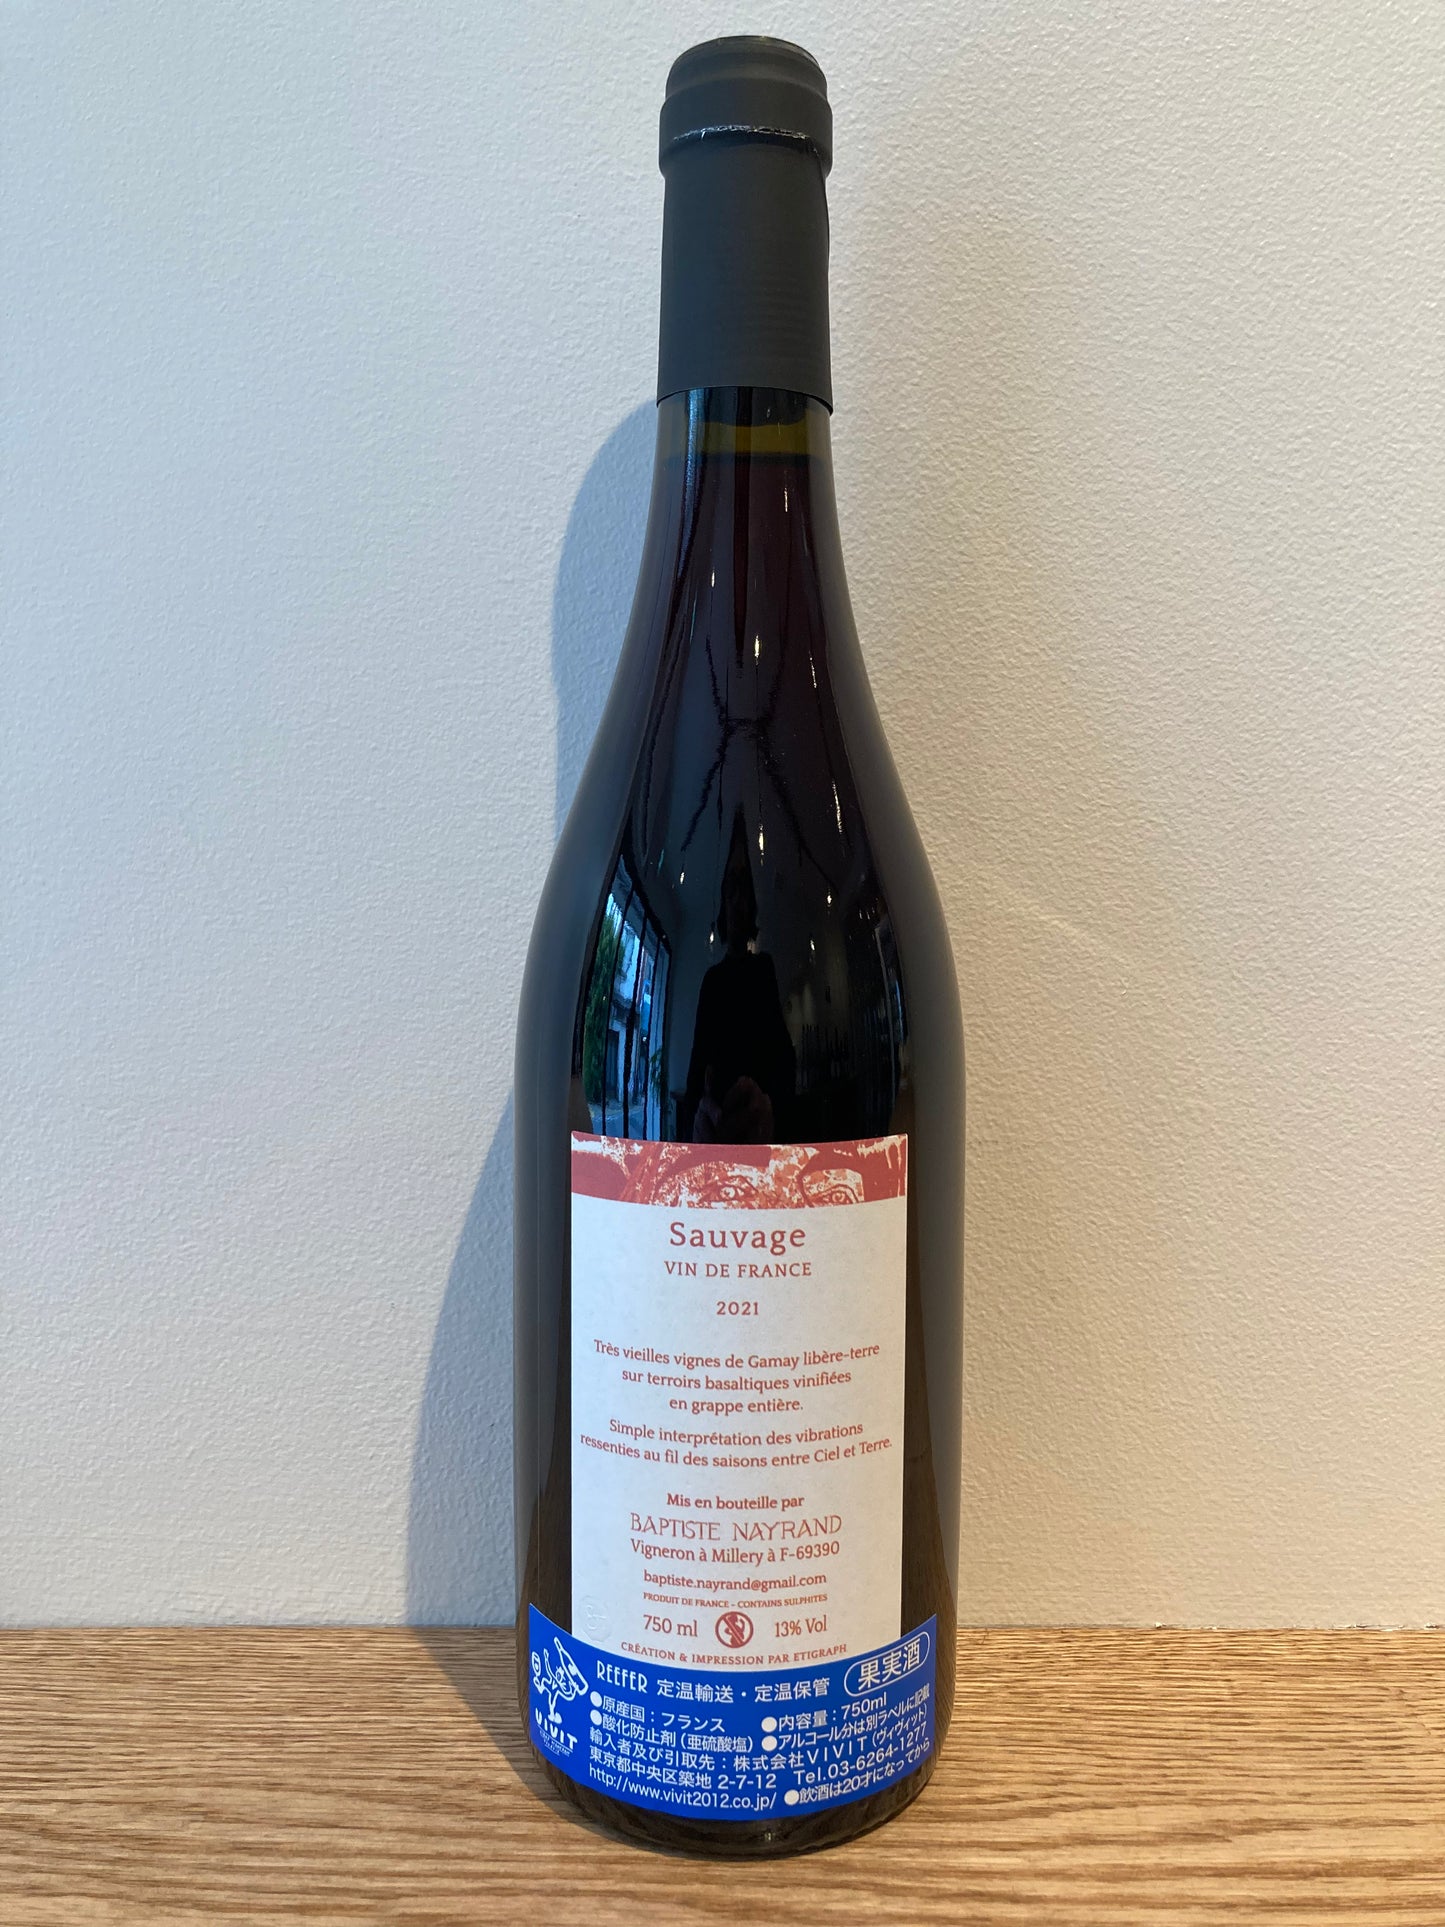 Sauvage
VIN DE FRANCE
2021
Très vieilles vignes de Gamay libère-terre
sur terroirs basaltiques vinifiées
en grappe entière.
Simple interprétation des vibrations
ressenties au fil des saisons entre Ciel et Terre.
Mis en bouteille par
BAPTISTE NAYRAND
Vigneron à Millery à F-69390
baptiste.nayrand@gmail.com
PRODUIT DE FRANCE - CONTAINS SULPHITES
750 ml 13% Vol
CRÉATION & IMPRESSION PAR ETIGRAPH
REEFER 定温輸送・定温保管 果実酒
●原産国：フランス ●内容量：750ml
●酸化防止剤（亜硫酸塩） ●アルコール分は別ラベルに記載
輸入者及び引取先：株式会社VIVIT（ヴィヴィット）
東京都中央区築地 2-7-12 Tel.03-6264-1277
http://www.vivit2012.co.jp/ ●飲酒は20才になってから
VIVIT